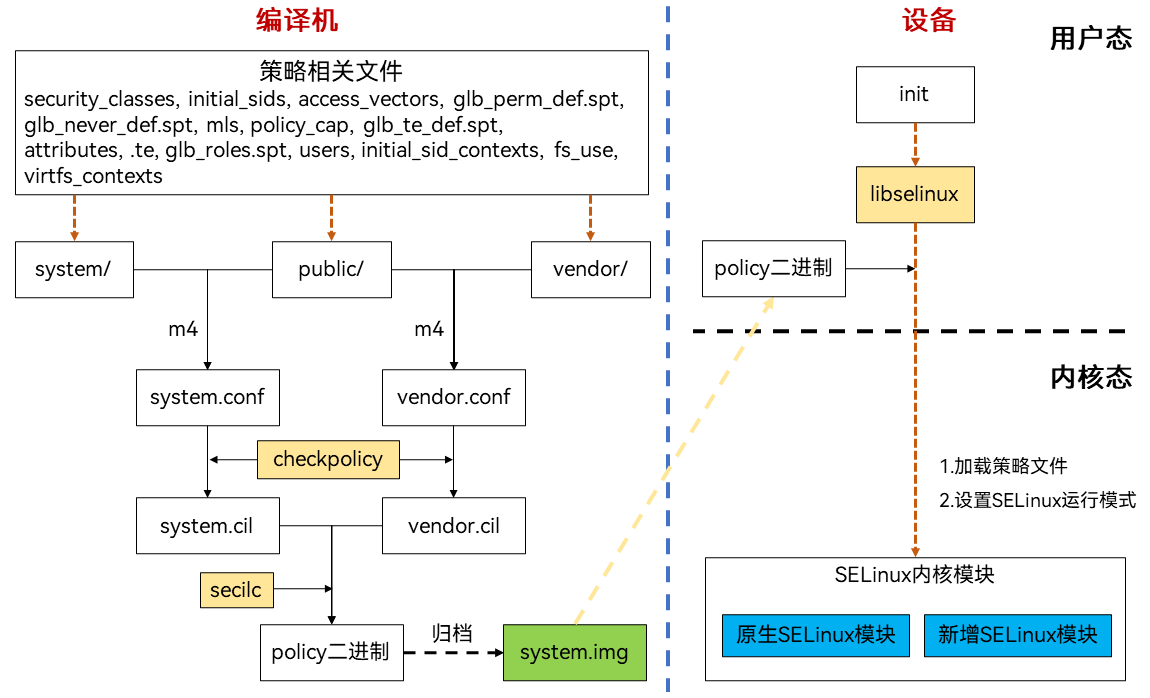 编译机
策略相关文件
security_classes, initial_sids, access_vectors, glb_perm_def.spt,
glb_never_def.spt, mls, policy_cap, glb_te_def.spt,
attributes, .te, glb_roles.spt, users, initial_sid_contexts, fs_use,
virtfs_contexts
system/
public/
vendor/
m4
m4
system.conf
vendor.conf
checkpolicy
system.cil
vendor.cil
secilc
policy二进制
归档
system.img
设备
用户态
init
libselinux
policy二进制
内核态
1.加载策略文件
2.设置SELinux运行模式
SELinux内核模块
原生SELinux模块
新增SELinux模块